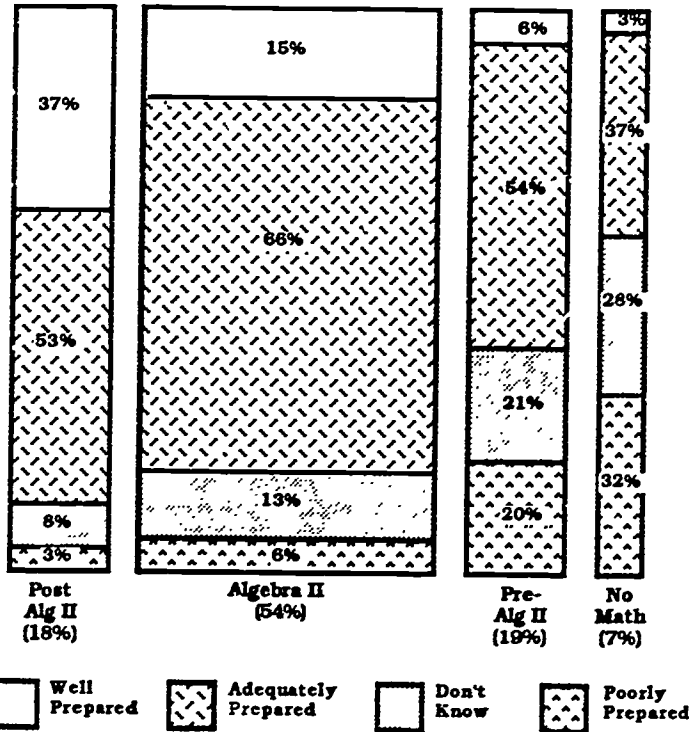 37%
53%
8%
3%
Post
Alg II
(18%)
15%
66%
13%
6%
Algebra II
(54%)
6%
54%
21%
20%
Pre-
Alg II
(19%)
3%
37%
28%
32%
No
Math
(7%)
Well
Prepared
Adequately
Prepared
Don't
Know
Poorly
Prepared